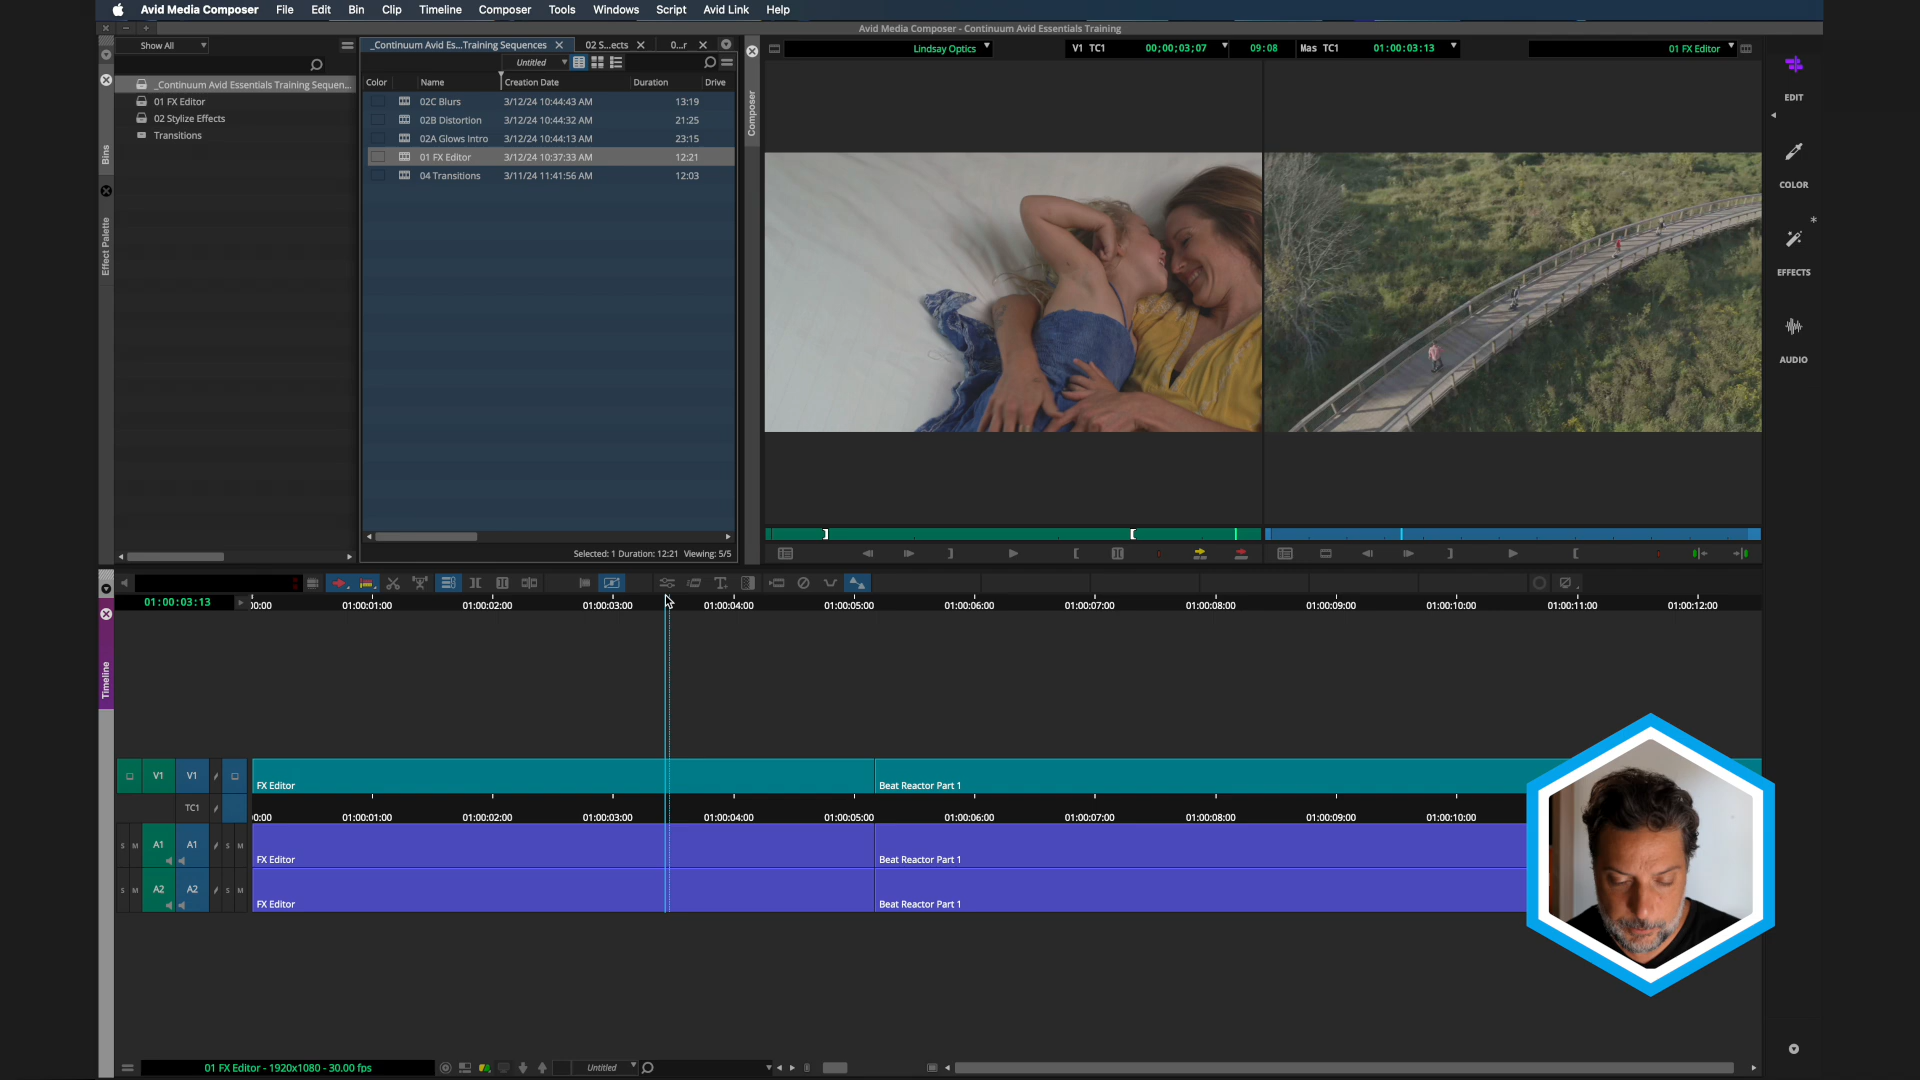 Avid Media Composer File Edit Bin Clip Timeline Composer Tools Windows Script Avid Link Help
Avid Media Composer - Continuum Avid Essentials Training
Show All
_Continuum Avid Es...Training Sequences
02 S...ects
0...r
Lindsay Optics
V1 TC1
00;00;03;07
09:08
Mas TC1
01:00:03:13
01 FX Editor
Untitled
_Continuum Avid Essentials Training Sequen...
01 FX Editor
02 Stylize Effects
Transitions
Color Name Creation Date Duration Drive
02C Blurs 3/12/24 10:44:43 AM 13:19
02B Distortion 3/12/24 10:44:32 AM 21:25
02A Glows Intro 3/12/24 10:44:13 AM 23:15
01 FX Editor 3/12/24 10:37:33 AM 12:21
04 Transitions 3/11/24 11:41:56 AM 12:03
Bins
Effect Palette
Composer
EDIT
COLOR
EFFECTS
AUDIO
Selected: 1 Duration: 12:21 Viewing: 5/5
01:00:03:13
00:00 01:00:01:00 01:00:02:00 01:00:03:00 01:00:04:00 01:00:05:00 01:00:06:00 01:00:07:00 01:00:08:00 01:00:09:00 01:00:10:00 01:00:11:00 01:00:12:00
Timeline
V1 V1
FX Editor
Beat Reactor Part 1
TC1
00:00 01:00:01:00 01:00:02:00 01:00:03:00 01:00:04:00 01:00:05:00 01:00:06:00 01:00:07:00 01:00:08:00 01:00:09:00 01:00:10:00
S M A1 A1 S M
FX Editor
Beat Reactor Part 1
S M A2 A2 S M
FX Editor
Beat Reactor Part 1
01 FX Editor - 1920x1080 - 30.00 fps
Untitled